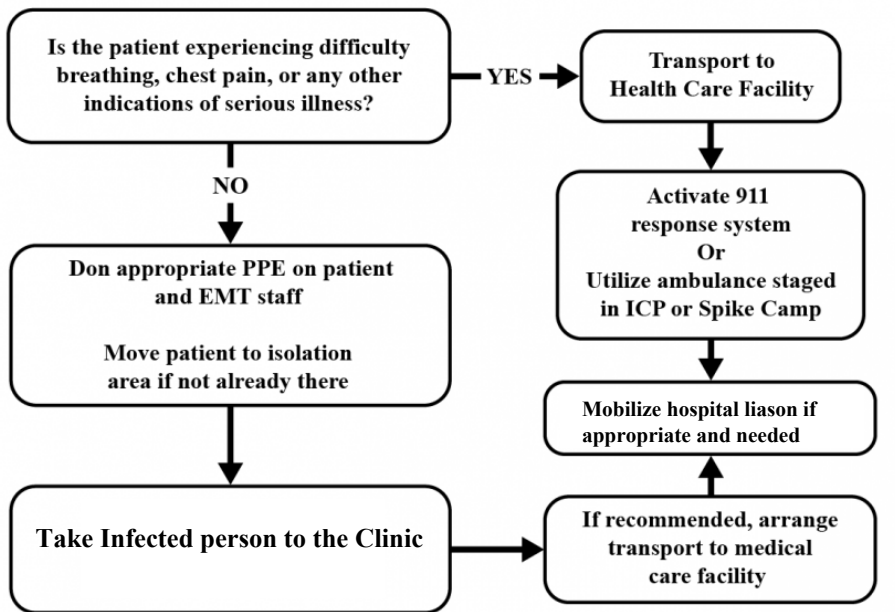 Is the patient experiencing difficulty
breathing, chest pain, or any other
indications of serious illness?
YES
Transport to
Health Care Facility
Activate 911
response system
Or
Utilize ambulance staged
in ICP or Spike Camp
NO
Don appropriate PPE on patient
and EMT staff
Move patient to isolation
area if not already there
Mobilize hospital liason if
appropriate and needed
Take Infected person to the Clinic
If recommended, arrange
transport to medical
care facility